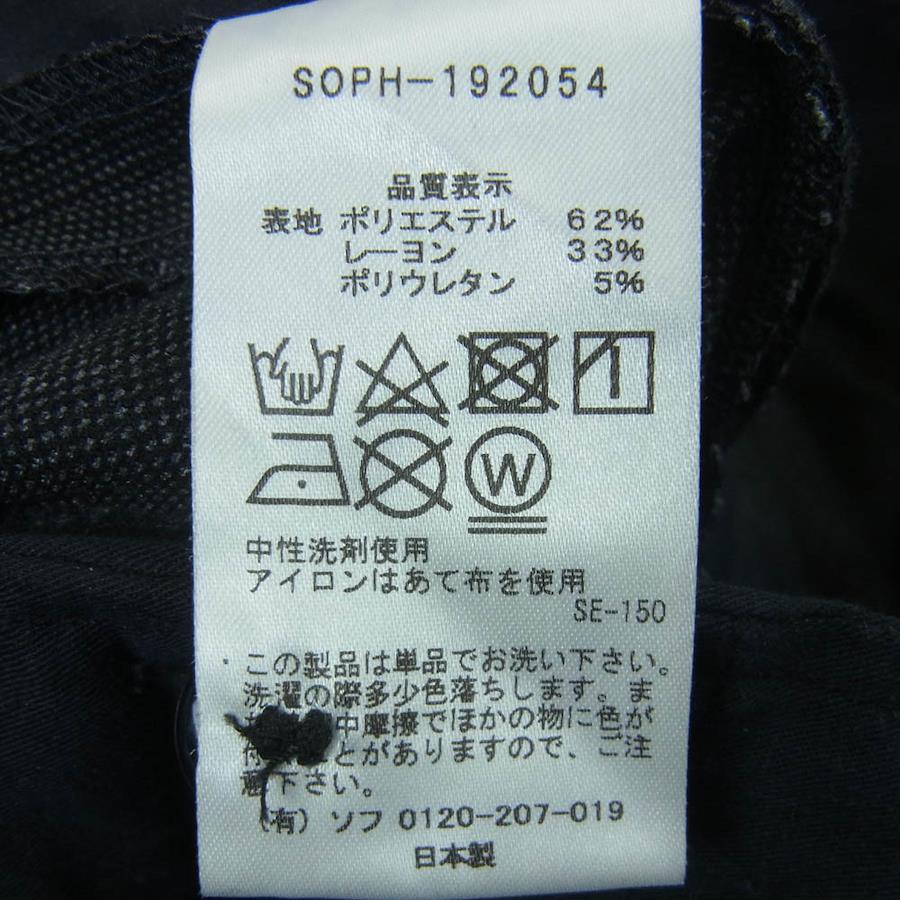 SOPH-192054
品質表示
表地 ポリエステル 62%
レーヨン 33%
ポリウレタン 5%
W
中性洗剤使用
アイロンはあて布を使用
SE-150
・この製品は単品でお洗い下さい。
洗濯の際多少色落ちします。ま
中摩擦でほかの物に色が
付 とがありますので、ご注
意下さい。
(有) ソフ 0120-207-019
日本製